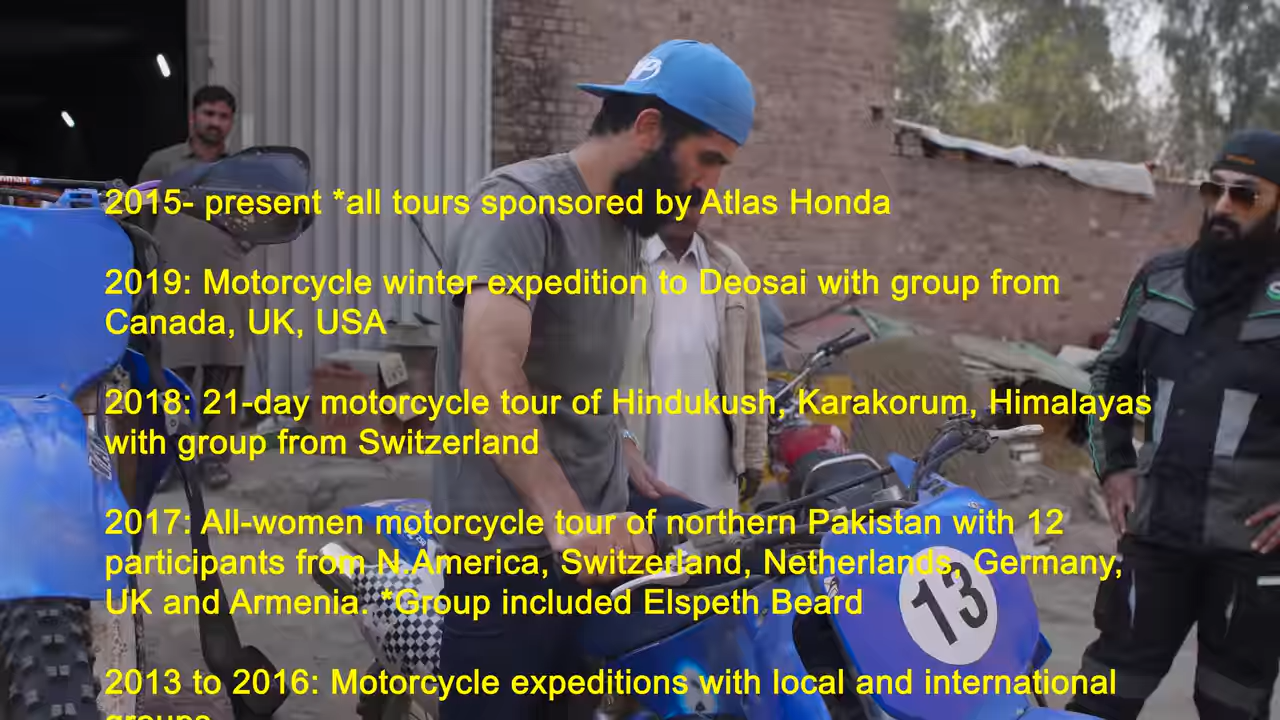 2015- present *all tours sponsored by Atlas Honda
2019: Motorcycle winter expedition to Deosai with group from
Canada, UK, USA
2018: 21-day motorcycle tour of Hindukush, Karakorum, Himalayas
with group from Switzerland
2017: All-women motorcycle tour of northern Pakistan with 12
participants from N.America, Switzerland, Netherlands, Germany,
UK and Armenia. *Group included Elspeth Beard
13
2013 to 2016: Motorcycle expeditions with local and international
groups